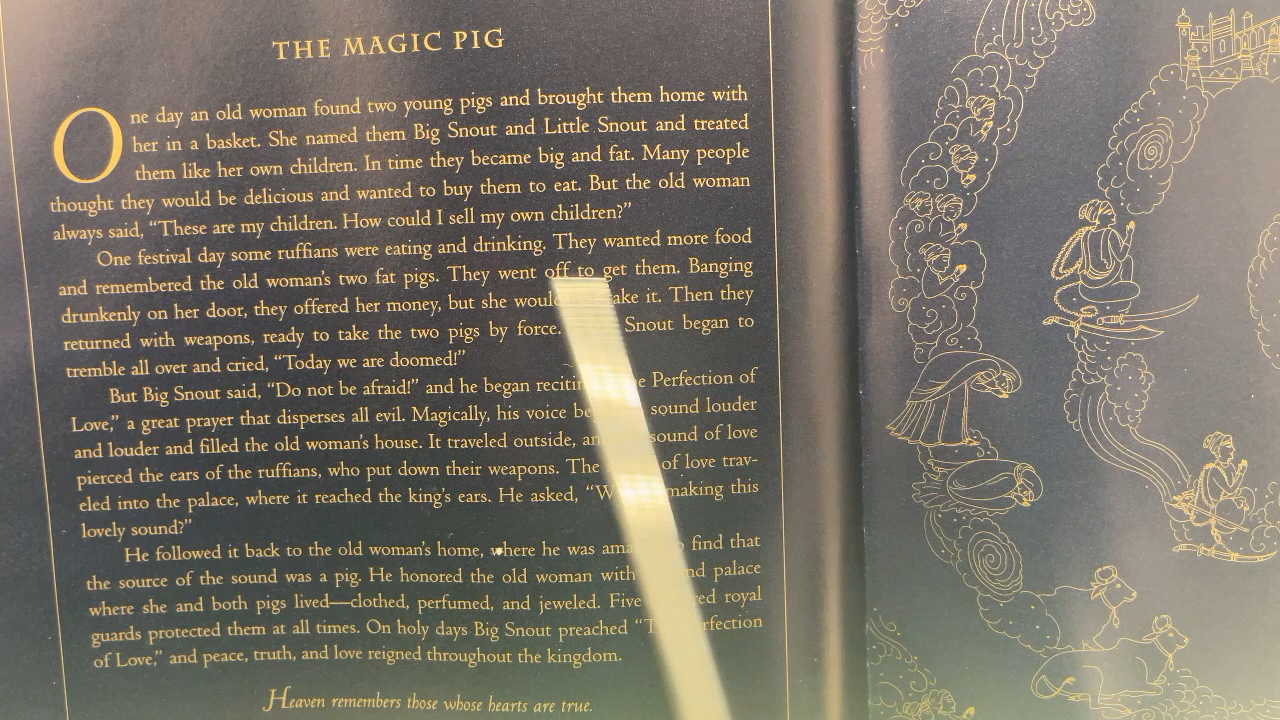 THE MAGIC PIG
One day an old woman found two young pigs and brought them home with
her in a basket. She named them Big Snout and Little Snout and treated
them like her own children. In time they became big and fat. Many people
thought they would be delicious and wanted to buy them to eat. But the old woman
always said, “These are my children. How could I sell my own children?”
One festival day some ruffians were eating and drinking. They wanted more food
and remembered the old woman’s two fat pigs. They went off to get them. Banging
drunkenly on her door, they offered her money, but she would it. Then they
returned with weapons, ready to take the two pigs by force. Snout began to
tremble all over and cried, “Today we are doomed!”
But Big Snout said, “Do not be afraid!” and he began Perfection of
Love,” a great prayer that disperses all evil. Magically, his voice sound louder
and louder and filled the old woman’s house. It traveled outside, sound of love
pierced the ears of the ruffians, who put down their weapons. The of love trav-
eled into the palace, where it reached the king’s ears. He asked, making this
lovely sound?”
He followed it back to the old woman’s home, where he was find that
the source of the sound was a pig. He honored the old woman with palace
where she and both pigs lived—clothed, perfumed, and jeweled. Five royal
guards protected them at all times. On holy days Big Snout preached
of Love,” and peace, truth, and love reigned throughout the kingdom.
Heaven remembers those whose hearts are true.